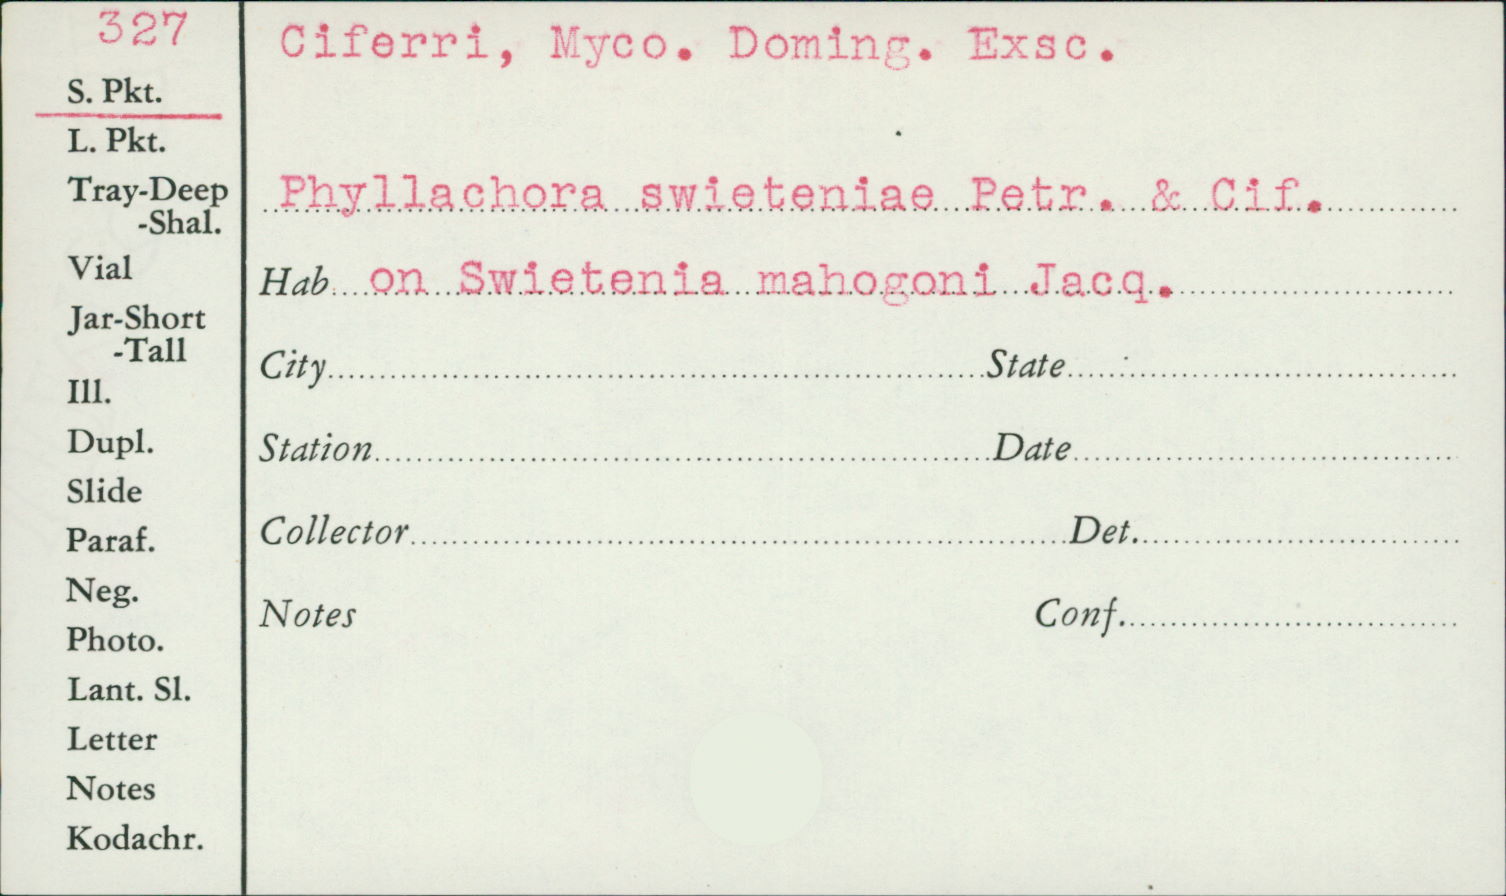 327
S. Pkt.
L. Pkt.
Tray-Deep
-Shal.
Vial
Jar-Short
-Tall
Ill.
Dupl.
Slide
Paraf.
Neg.
Photo.
Lant. Sl.
Letter
Notes
Kodachr.
Ciferri, Myco. Doming. Exsc.
Phyllachora swieteniae Petr. & Cif.
Hab on Swietenia mahogoni Jacq.
City State
Station Date
Collector Det.
Notes Conf.